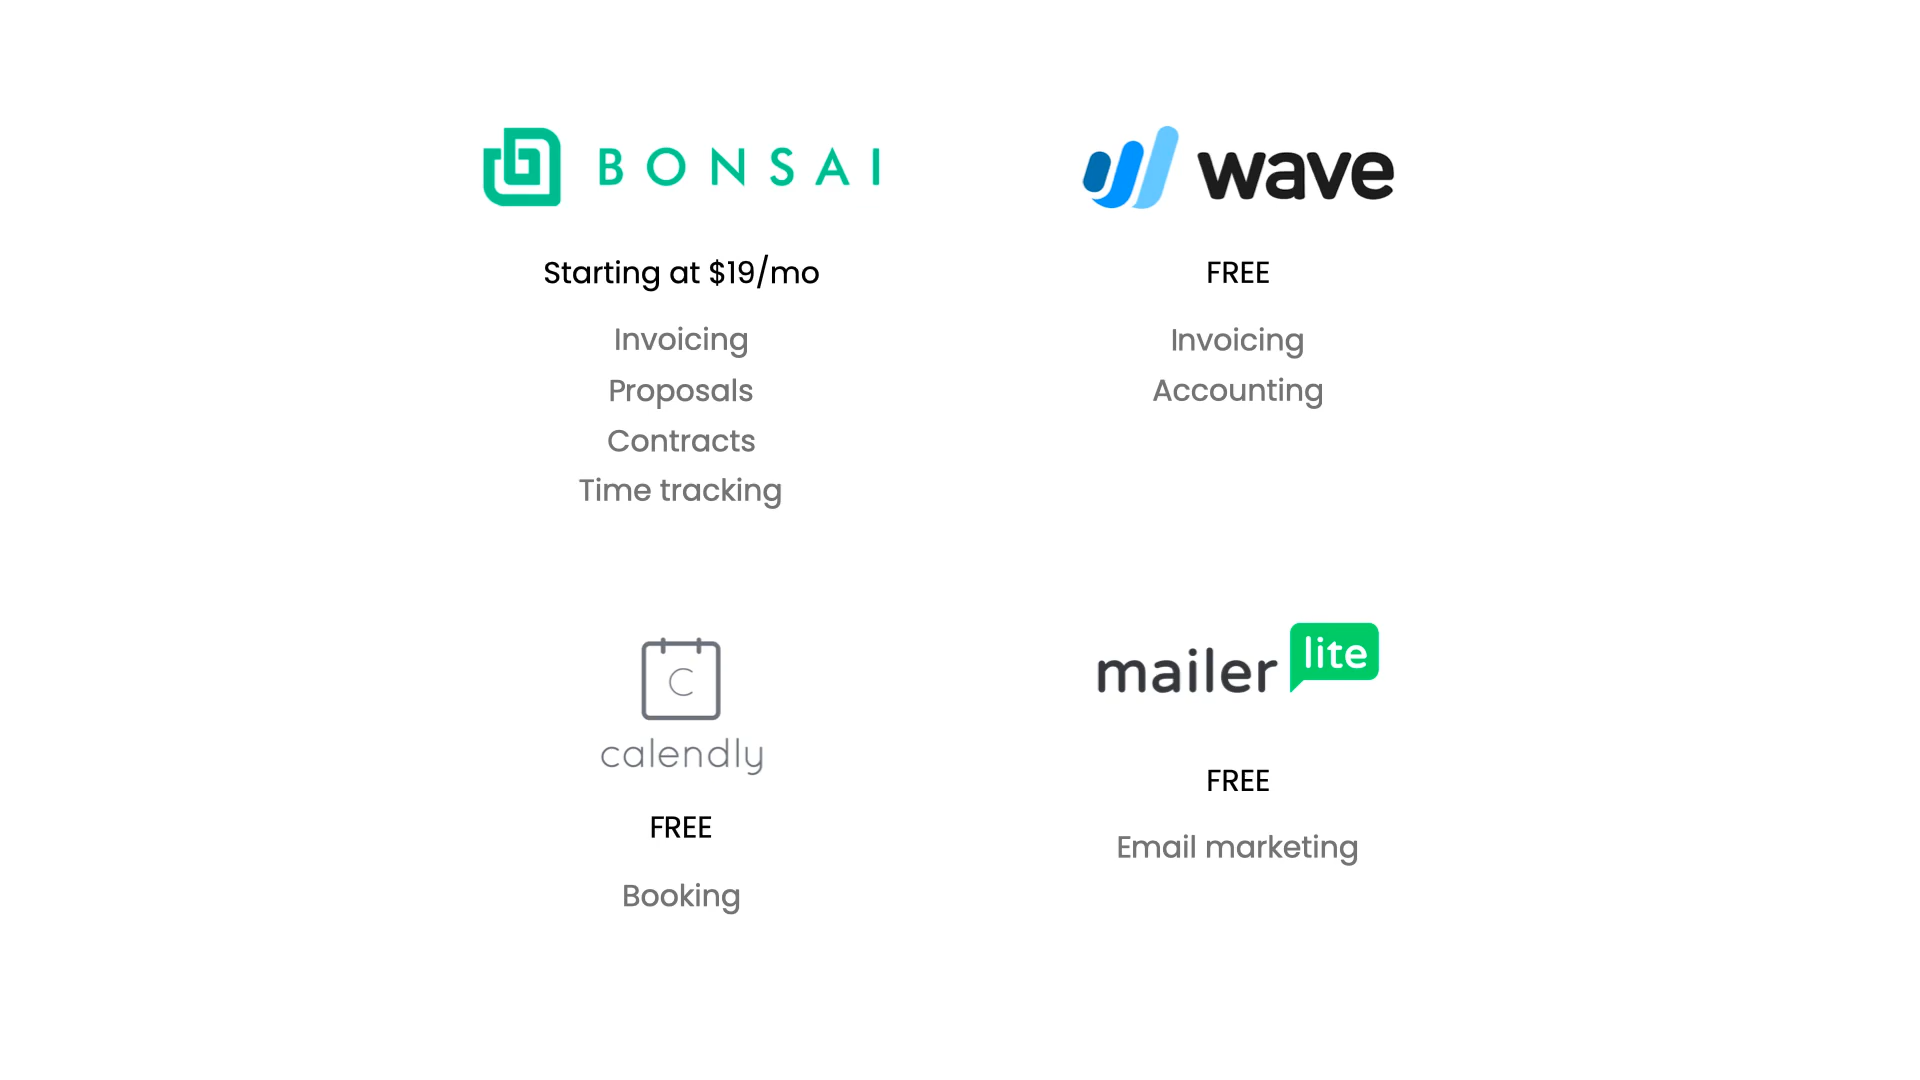 BONSAI
Starting at $19/mo
Invoicing
Proposals
Contracts
Time tracking
wave
FREE
Invoicing
Accounting
C
calendly
FREE
Booking
mailer lite
FREE
Email marketing